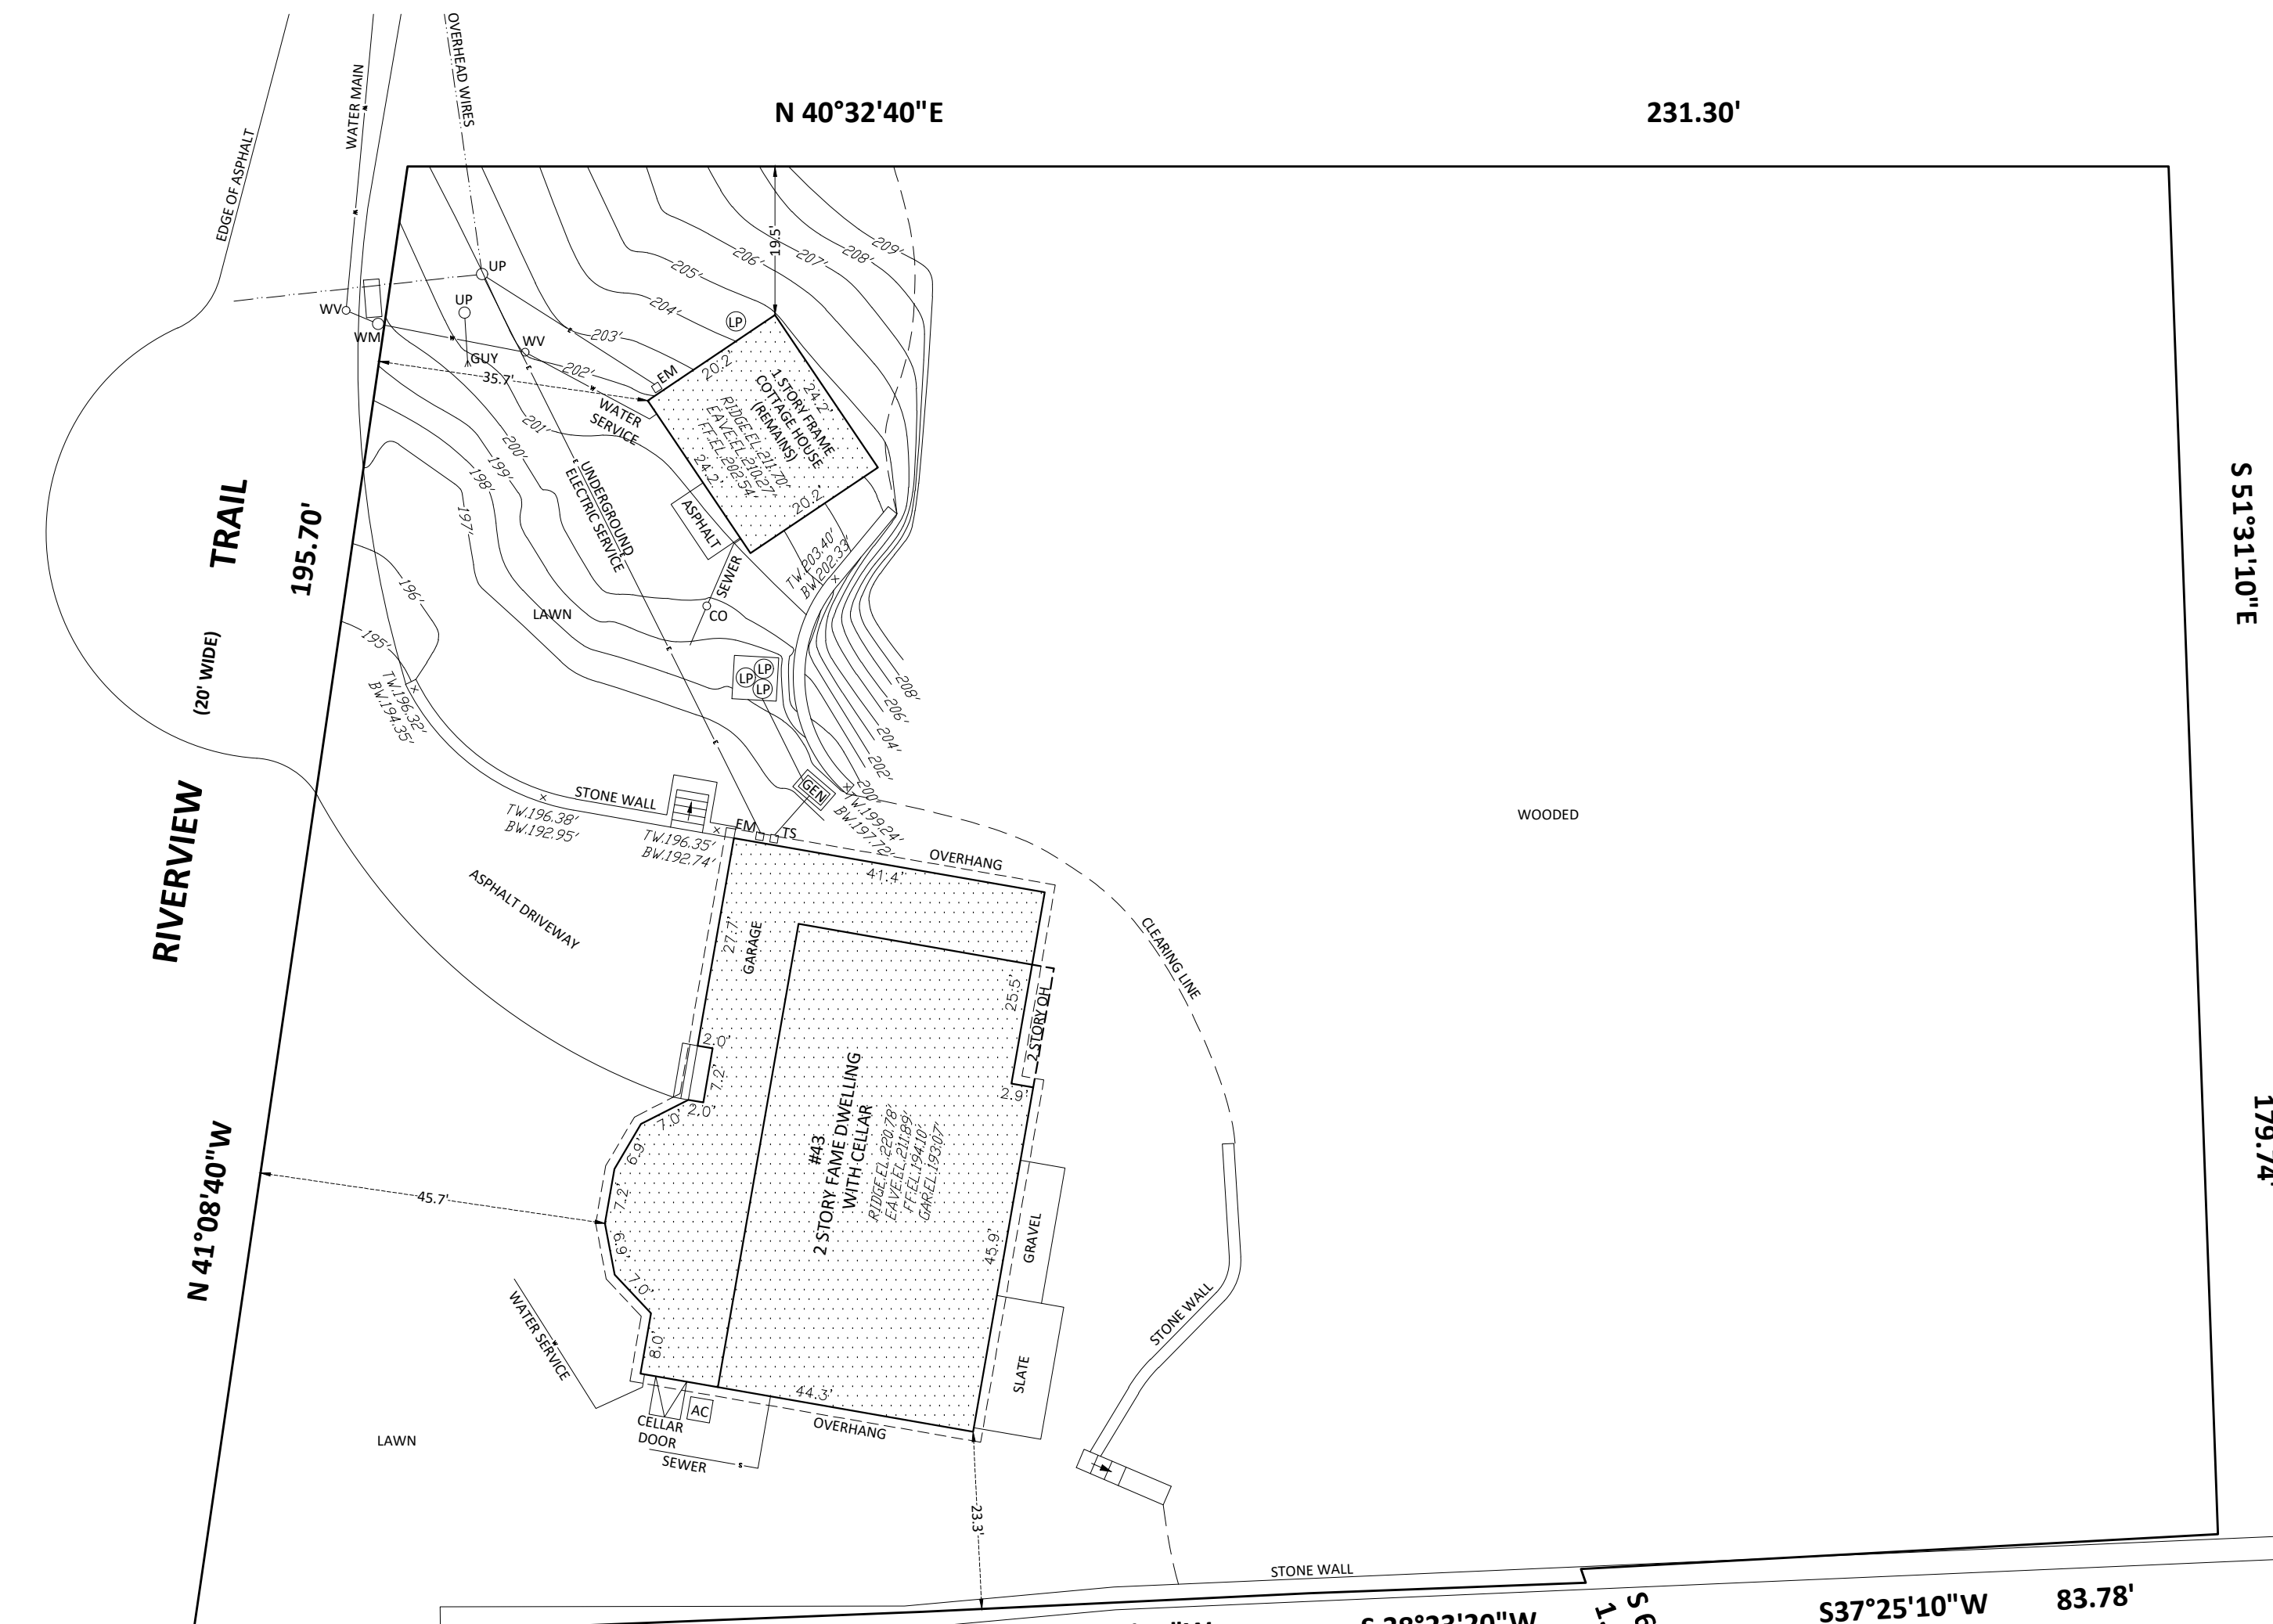 OVERHEAD WIRES
WATER MAIN
EDGE OF ASPHALT
N 40°32'40"E
231.30'
209'
208'
207'
206'
205'
204'
203'
202'
201'
200'
199'
198'
197'
196'
195'
19.5'
UP
UP
WV
WM
GUY
WV
35.7'
LP
EM
20.2'
24.2'
1 STORY FRAME
COTTAGE HOUSE
(REMAINS)
RIDGE.EL.211.70'
EAVE.EL.210.27'
FF.EL.202.54'
24.2'
20.2'
WATER
SERVICE
UNDERGROUND
ELECTRIC SERVICE
ASPHALT
SEWER
CO
TW.203.40'
BW.202.33'
LAWN
LP
LP
LP
208'
206'
204'
202'
200'
TW.196.32'
BW.194.35'
STONE WALL
TW.196.38'
BW.192.95'
TW.196.35'
BW.192.74'
EM
TS
GEN
TW.199.24'
BW.197.72'
OVERHANG
RIVERVIEW TRAIL
(20' WIDE)
195.70'
N 41°08'40"W
S 51°31'10"E
179.74'
WOODED
ASPHALT DRIVEWAY
41.4'
27.7'
GARAGE
25.5'
2 STORY OH
2.9'
CLEARING LINE
2.0'
7.2'
2.0'
7.0'
6.9'
7.2'
6.9'
7.0'
8.0'
45.7'
#43
2 STORY FAME DWELLING
WITH CELLAR
RIDGE.EL.220.78'
EAVE.EL.211.89'
FF.EL.194.10'
GAR.EL.193.07'
45.9'
GRAVEL
SLATE
STONE WALL
WATER SERVICE
44.3'
AC
CELLAR
DOOR
OVERHANG
SEWER
LAWN
23.3'
STONE WALL
S 38°23'20"W
S 6
1.
S37°25'10"W
83.78'